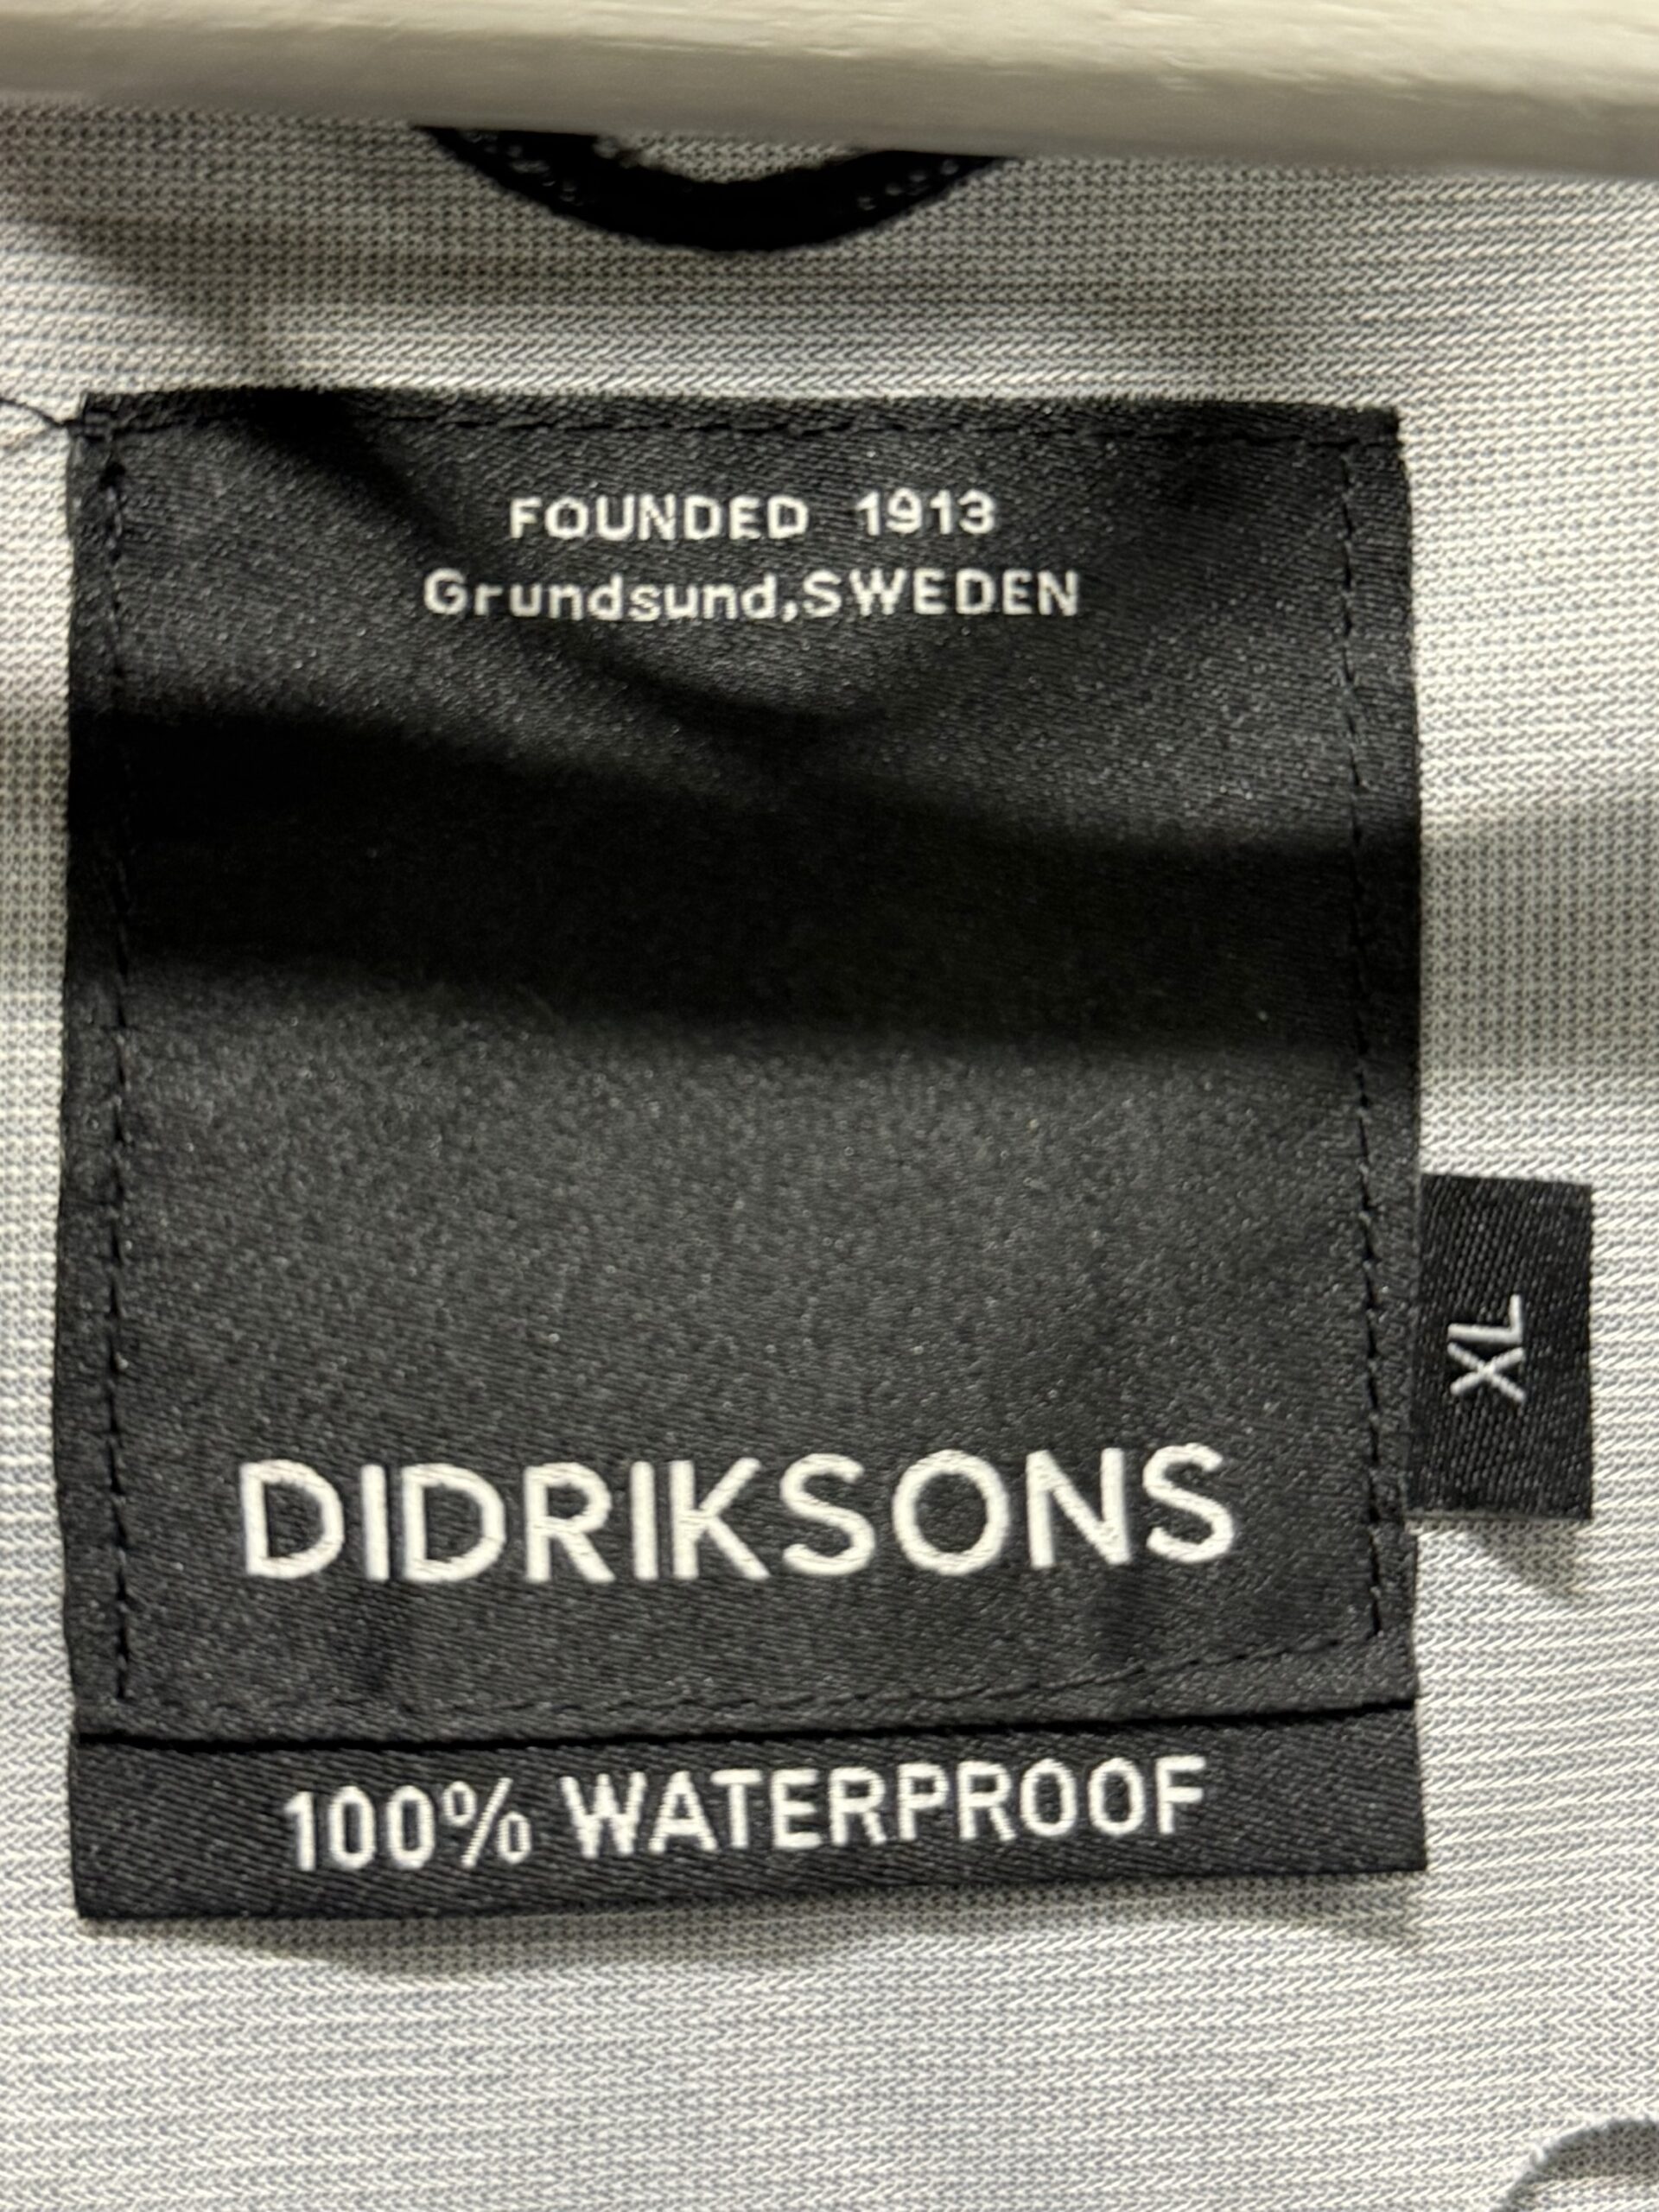 FOUNDED 1913
Grundsund,SWEDEN
DIDRIKSONS
XL
100% WATERPROOF